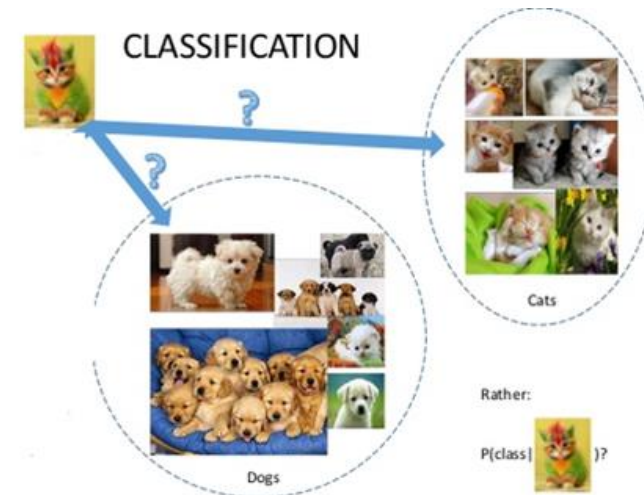 CLASSIFICATION
?
?
Cats
Dogs
Rather:
P(class| )?